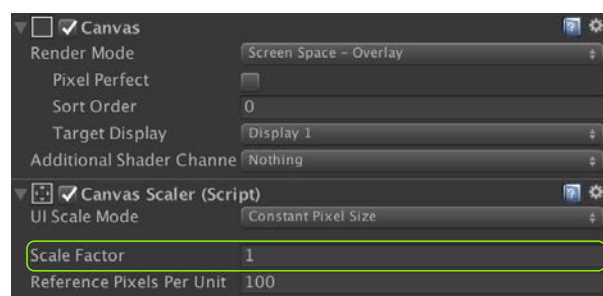 Canvas
Render Mode Screen Space - Overlay
Pixel Perfect
Sort Order 0
Target Display Display 1
Additional Shader Channe Nothing
Canvas Scaler (Script)
UI Scale Mode Constant Pixel Size
Scale Factor 1
Reference Pixels Per Unit 100